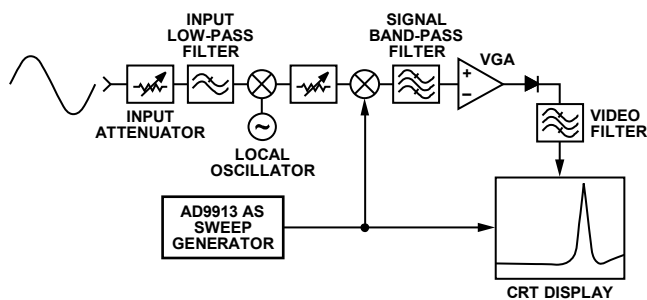 INPUT
LOW-PASS
FILTER
SIGNAL
BAND-PASS
FILTER
VGA
+
−
INPUT
ATTENUATOR
~
LOCAL
OSCILLATOR
VIDEO
FILTER
AD9913 AS
SWEEP
GENERATOR
CRT DISPLAY